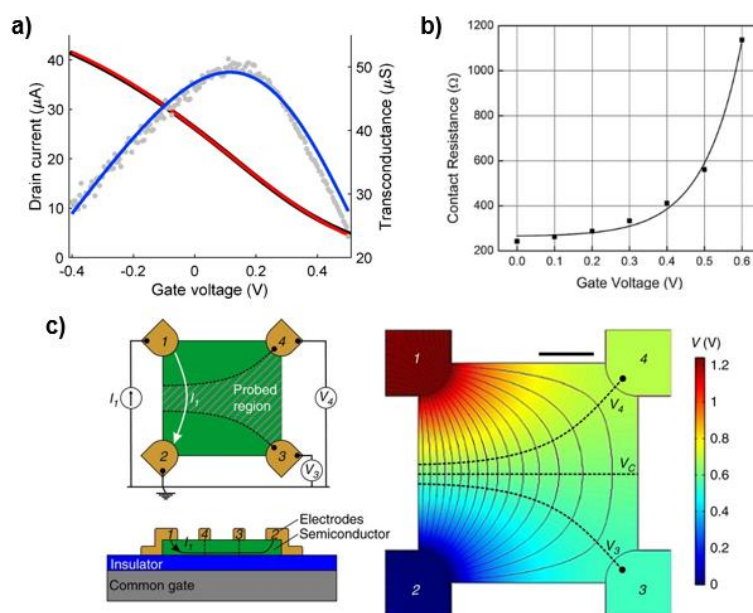 a)
Drain current (µA)
40
30
20
10
0
-0.4
-0.2
0
0.2
0.4
Gate voltage (V)
50
40
30
20
Transconductance (µS)
b)
Contact Resistance (Ω)
1200
1000
800
600
400
200
0.0 0.1 0.2 0.3 0.4 0.5 0.6
Gate Voltage (V)
c)
1
4
I₁
I₁
Probed
region
V₄
2
3
V₃
1 4 3 2
I₁
Electrodes
Semiconductor
Insulator
Common gate
1
4
V₄
V_C
V₃
2
3
V (V)
1.2
1
0.8
0.6
0.4
0.2
0